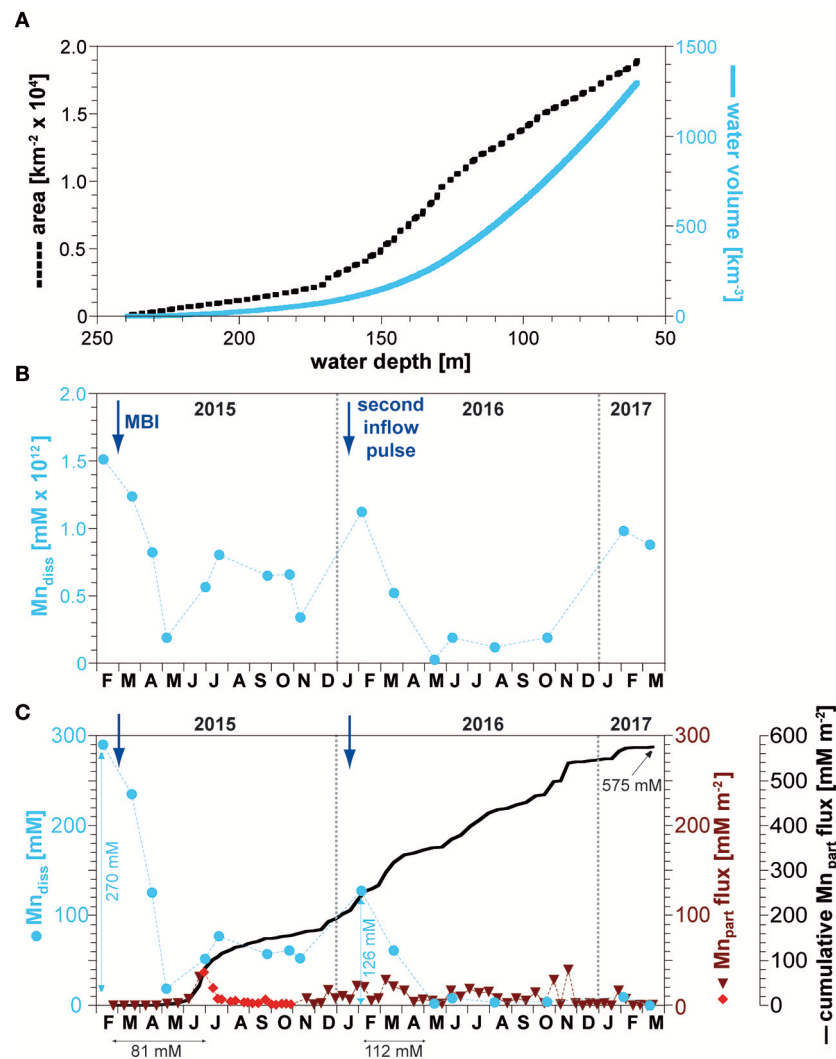 A
2.0
1.5
1.0
0.5
0
area [km-2 x 10⁴]
1500
1000
500
0
water volume [km-3]
250
200
150
100
50
water depth [m]
B
2.0
1.5
1.0
0.5
0
Mndiss [mM x 10¹²]
2015
2016
2017
MBI
second
inflow
pulse
F M A M J J A S O N D J F M A M J J A S O N D J F M
C
300
200
100
0
Mndiss [mM]
2015
2016
2017
270 mM
126 mM
575 mM
300
200
100
0
Mnpart flux [mM m-2]
600
500
400
300
200
100
0
cumulative Mnpart flux [mM m-2]
F M A M J J A S O N D J F M A M J J A S O N D J F M
81 mM
112 mM